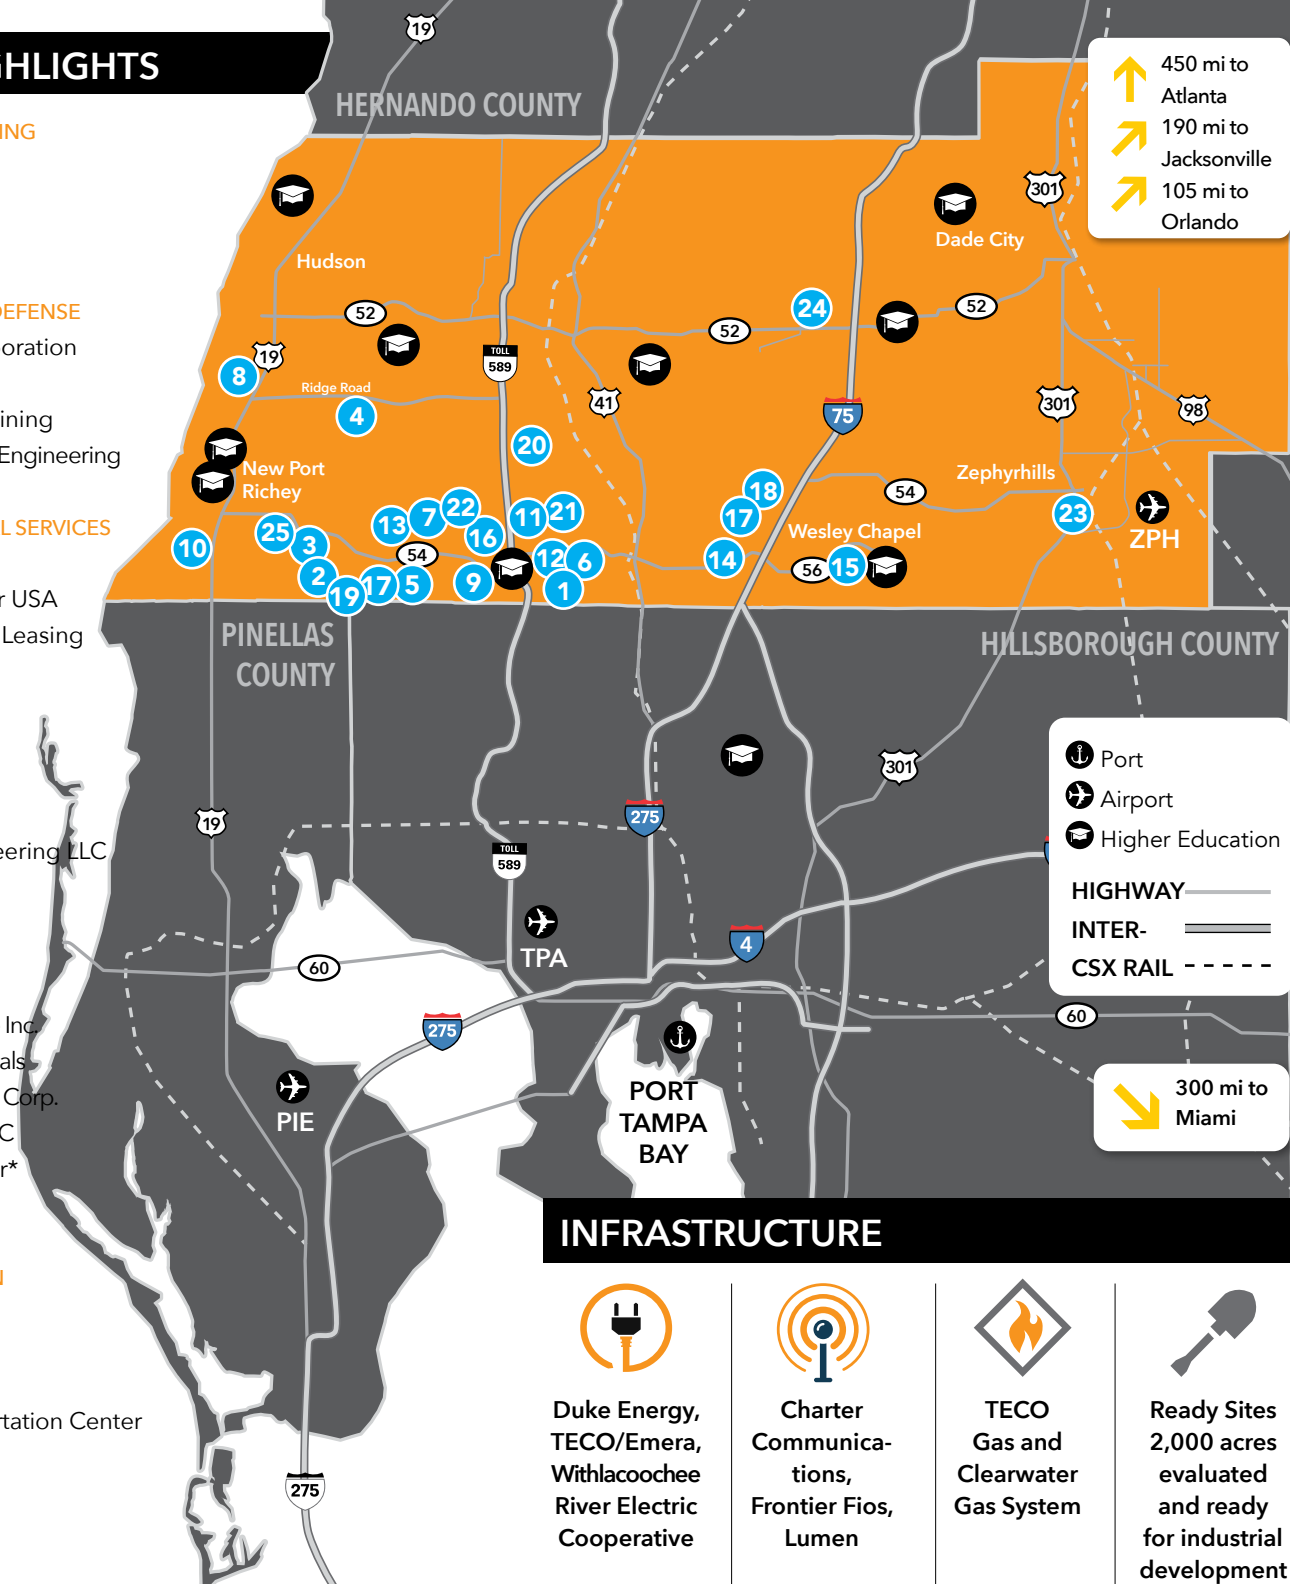 GHLIGHTS
ING
DEFENSE
oration
ining
Engineering
L SERVICES
r USA
Leasing
eering LLC
Inc.
als
Corp.
C
r*
N
rtation Center
19
HERNANDO COUNTY
450 mi to
Atlanta
190 mi to
Jacksonville
105 mi to
Orlando
301
Dade City
Hudson
52
24
52
52
19
TOLL
589
8
Ridge Road
4
41
75
301
98
20
New Port
Richey
Zephyrhills
18
54
17
23
ZPH
Wesley Chapel
13
7
22
11
21
25
3
16
10
54
12
6
14
56
15
2
19
17
5
9
1
PINELLAS
COUNTY
HILLSBOROUGH COUNTY
Port
Airport
Higher Education
HIGHWAY
INTER-
CSX RAIL
301
19
275
TOLL
589
TPA
4
60
275
60
PORT
TAMPA
BAY
PIE
300 mi to
Miami
275
INFRASTRUCTURE
Duke Energy,
TECO/Emera,
Withlacoochee
River Electric
Cooperative
Charter
Communica-
tions,
Frontier Fios,
Lumen
TECO
Gas and
Clearwater
Gas System
Ready Sites
2,000 acres
evaluated
and ready
for industrial
development